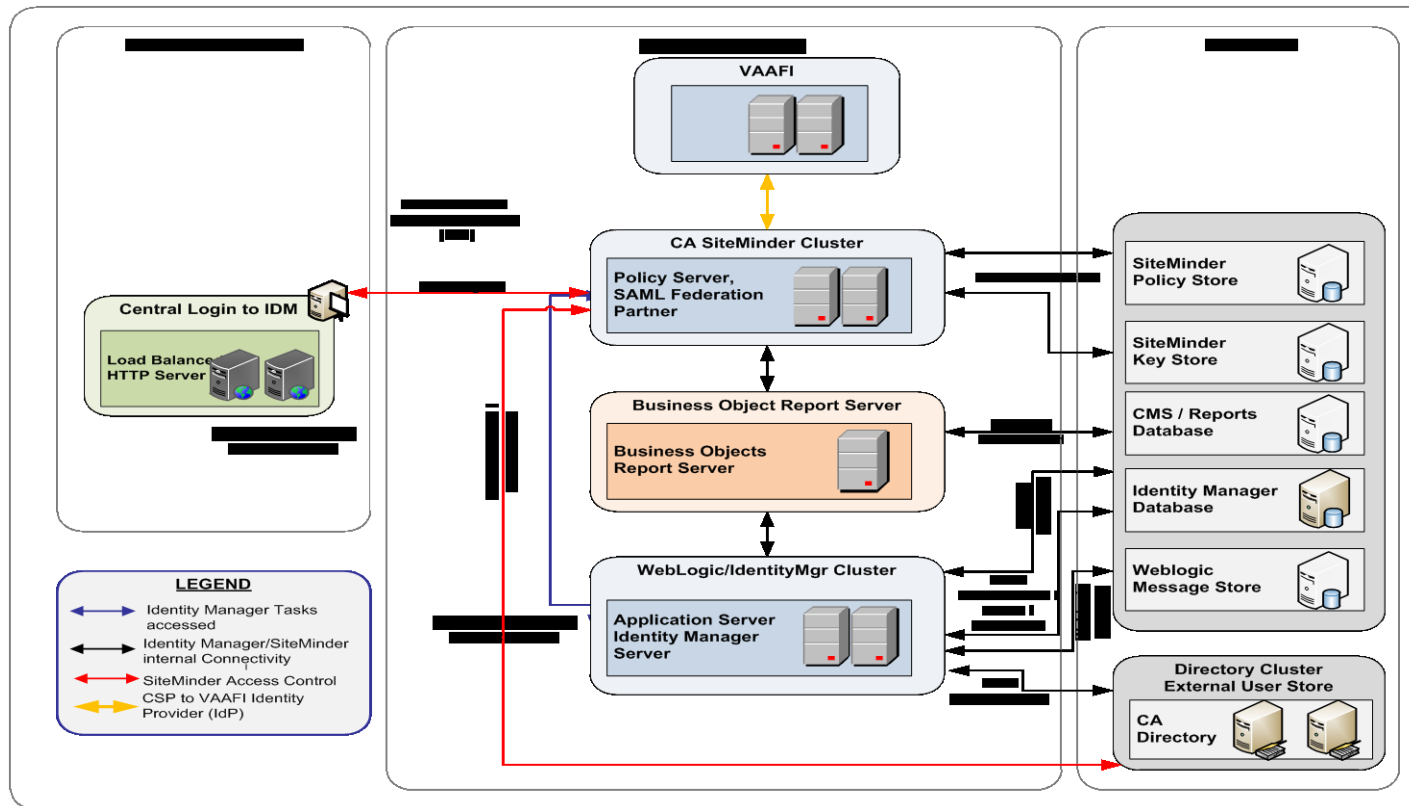 VAAFI
CA SiteMinder Cluster
Policy Server,
SAML Federation
Partner
Central Login to IDM
Load Balance
HTTP Server
Business Object Report Server
Business Objects
Report Server
WebLogic/IdentityMgr Cluster
Application Server
Identity Manager
Server
SiteMinder
Policy Store
SiteMinder
Key Store
CMS / Reports
Database
Identity Manager
Database
Weblogic
Message Store
Directory Cluster
External User Store
CA
Directory
LEGEND
Identity Manager Tasks
accessed
Identity Manager/SiteMinder
internal Connectivity
SiteMinder Access Control
CSP to VAAFI Identity
Provider (IdP)